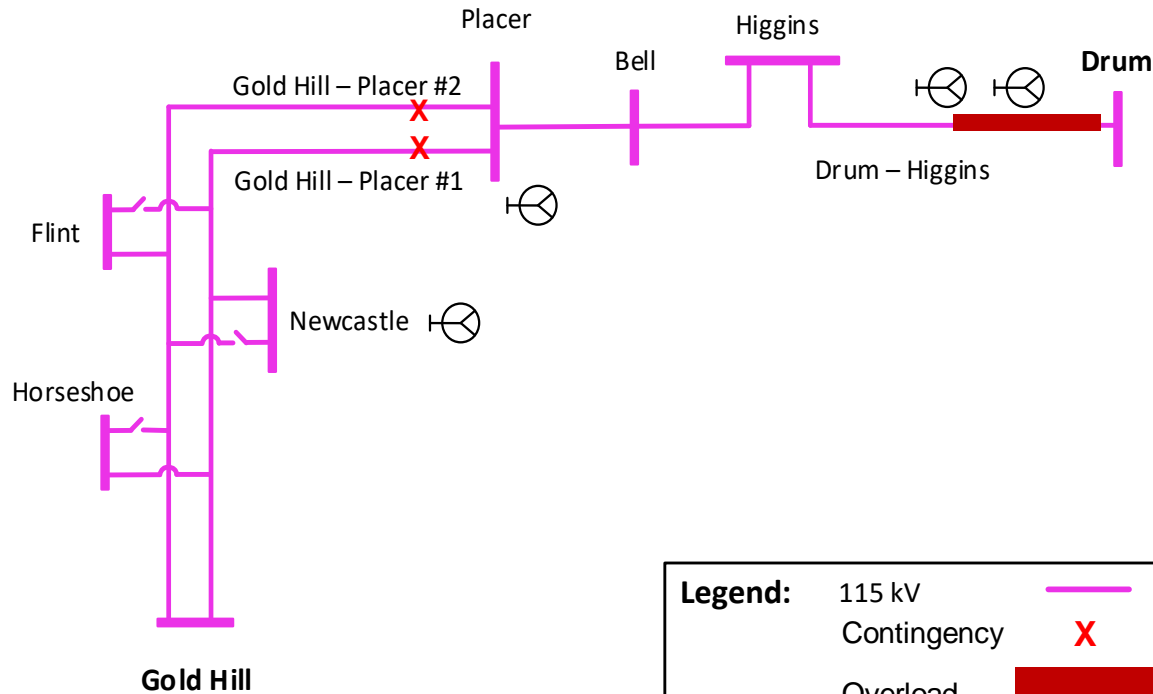 Placer
Higgins
Bell
Drum
Gold Hill – Placer #2
Gold Hill – Placer #1
Drum – Higgins
Flint
Newcastle
Horseshoe
Gold Hill
Legend:
115 kV
Contingency
X
Overload
X
X